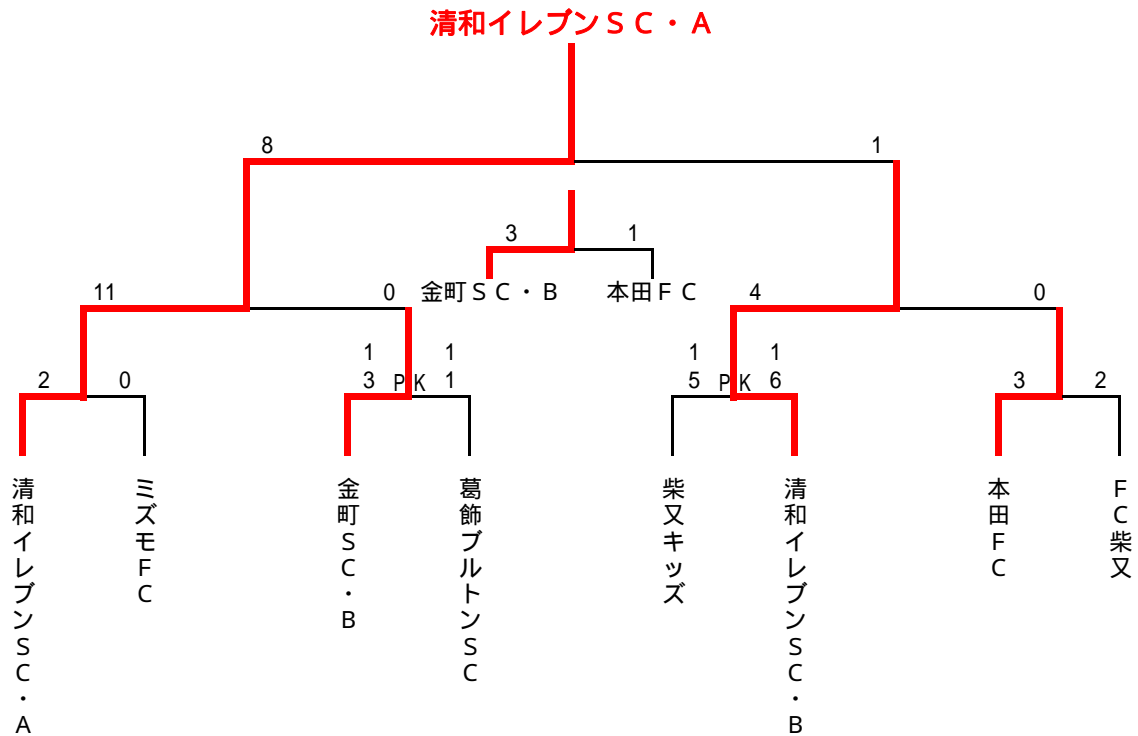 清和イレブンＳＣ・Ａ
8 1
3 1
金町ＳＣ・Ｂ 本田ＦＣ
11 0 4 0
1 1 1 1
2 0 3 PK 1 5 PK 6 3 2
清和イレブンＳＣ・Ａ
ミズモＦＣ
金町ＳＣ・Ｂ
葛飾ブルトンＳＣ
柴又キッズ
清和イレブンＳＣ・Ｂ
本田ＦＣ
ＦＣ柴又